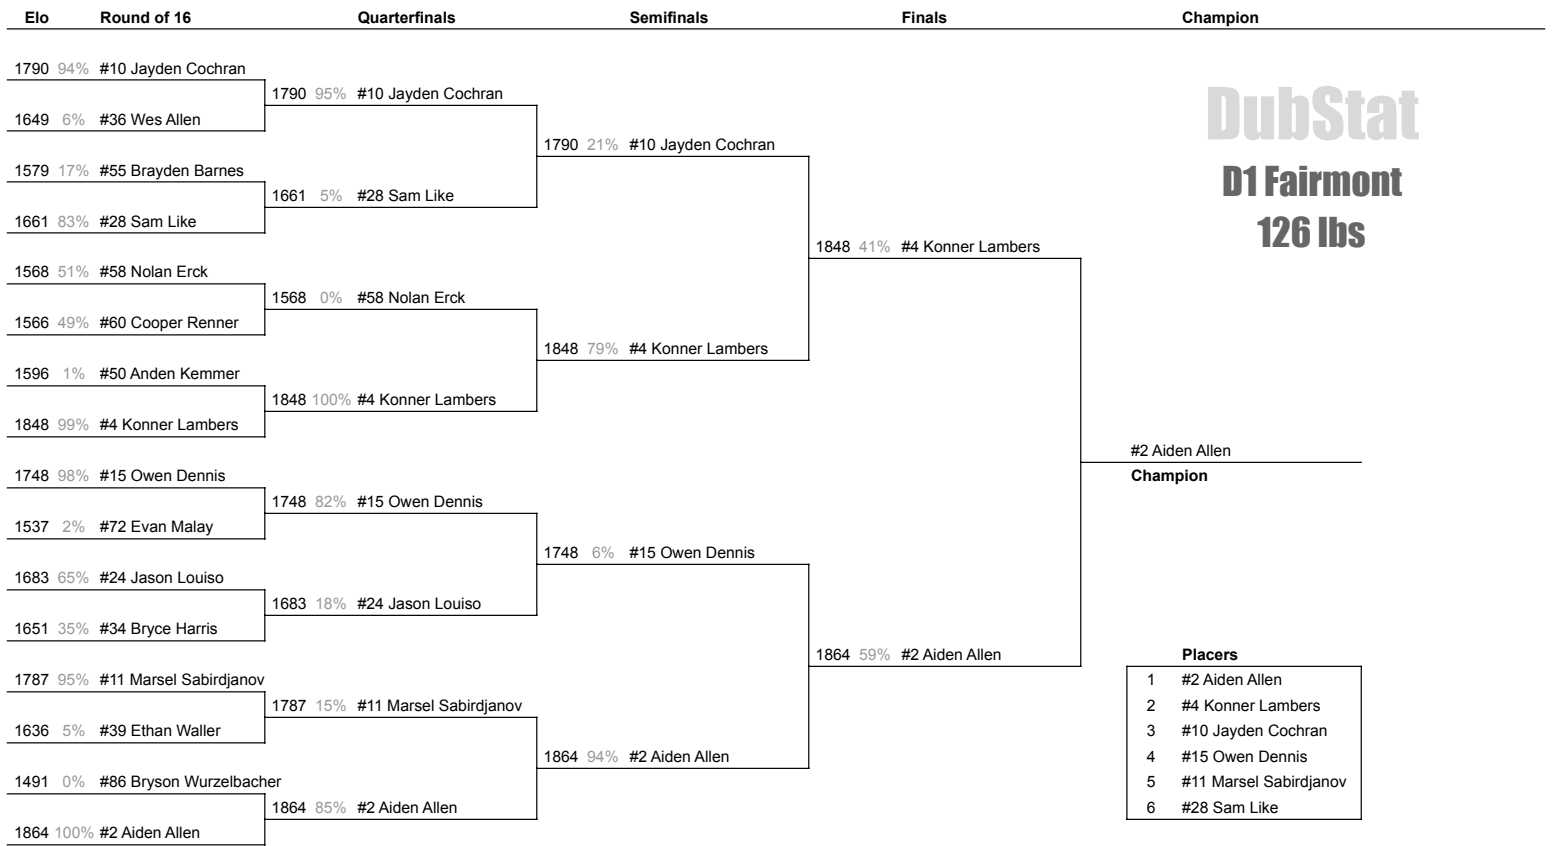 Elo Round of 16 Quarterfinals Semifinals Finals Champion
1790 94% #10 Jayden Cochran
1790 95% #10 Jayden Cochran
1649 6% #36 Wes Allen
1790 21% #10 Jayden Cochran
1579 17% #55 Brayden Barnes
1661 5% #28 Sam Like
1661 83% #28 Sam Like
DubStat
D1 Fairmont
126 lbs
1848 41% #4 Konner Lambers
1568 51% #58 Nolan Erck
1568 0% #58 Nolan Erck
1566 49% #60 Cooper Renner
1848 79% #4 Konner Lambers
1596 1% #50 Anden Kemmer
1848 100% #4 Konner Lambers
1848 99% #4 Konner Lambers
#2 Aiden Allen
Champion
1748 98% #15 Owen Dennis
1748 82% #15 Owen Dennis
1537 2% #72 Evan Malay
1748 6% #15 Owen Dennis
1683 65% #24 Jason Louiso
1683 18% #24 Jason Louiso
1651 35% #34 Bryce Harris
1864 59% #2 Aiden Allen
1787 95% #11 Marsel Sabirdjanov
1787 15% #11 Marsel Sabirdjanov
1636 5% #39 Ethan Waller
1864 94% #2 Aiden Allen
1491 0% #86 Bryson Wurzelbacher
1864 85% #2 Aiden Allen
1864 100% #2 Aiden Allen
Placers
1 #2 Aiden Allen
2 #4 Konner Lambers
3 #10 Jayden Cochran
4 #15 Owen Dennis
5 #11 Marsel Sabirdjanov
6 #28 Sam Like